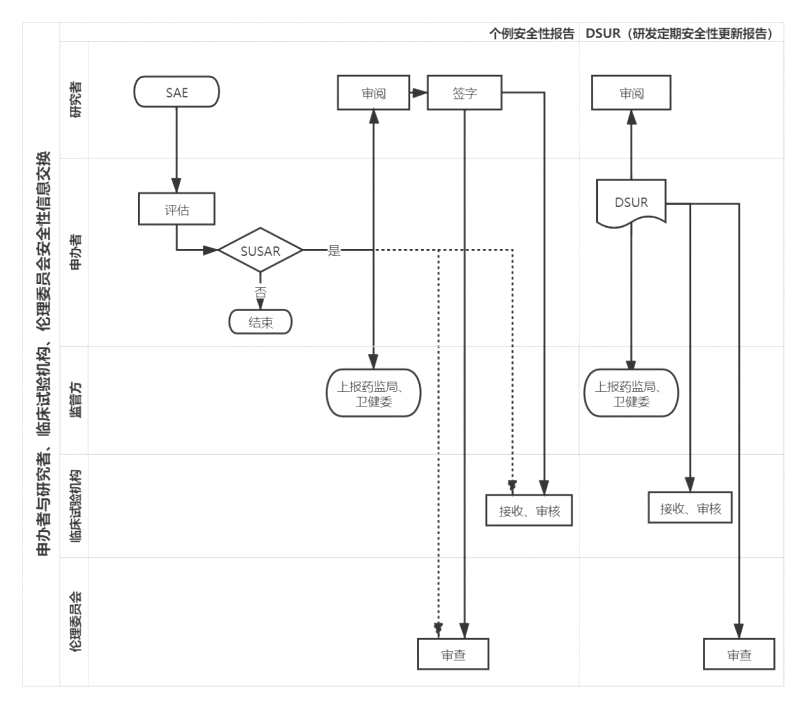 申办者与研究者、临床试验机构、伦理委员会安全性信息交换
个例安全性报告
DSUR（研发定期安全性更新报告）
研究者
SAE
审阅
签字
审阅
申办者
评估
SUSAR
是
否
结束
DSUR
监管方
上报药监局、
卫健委
上报药监局、
卫健委
临床试验机构
接收、审核
接收、审核
伦理委员会
审查
审查